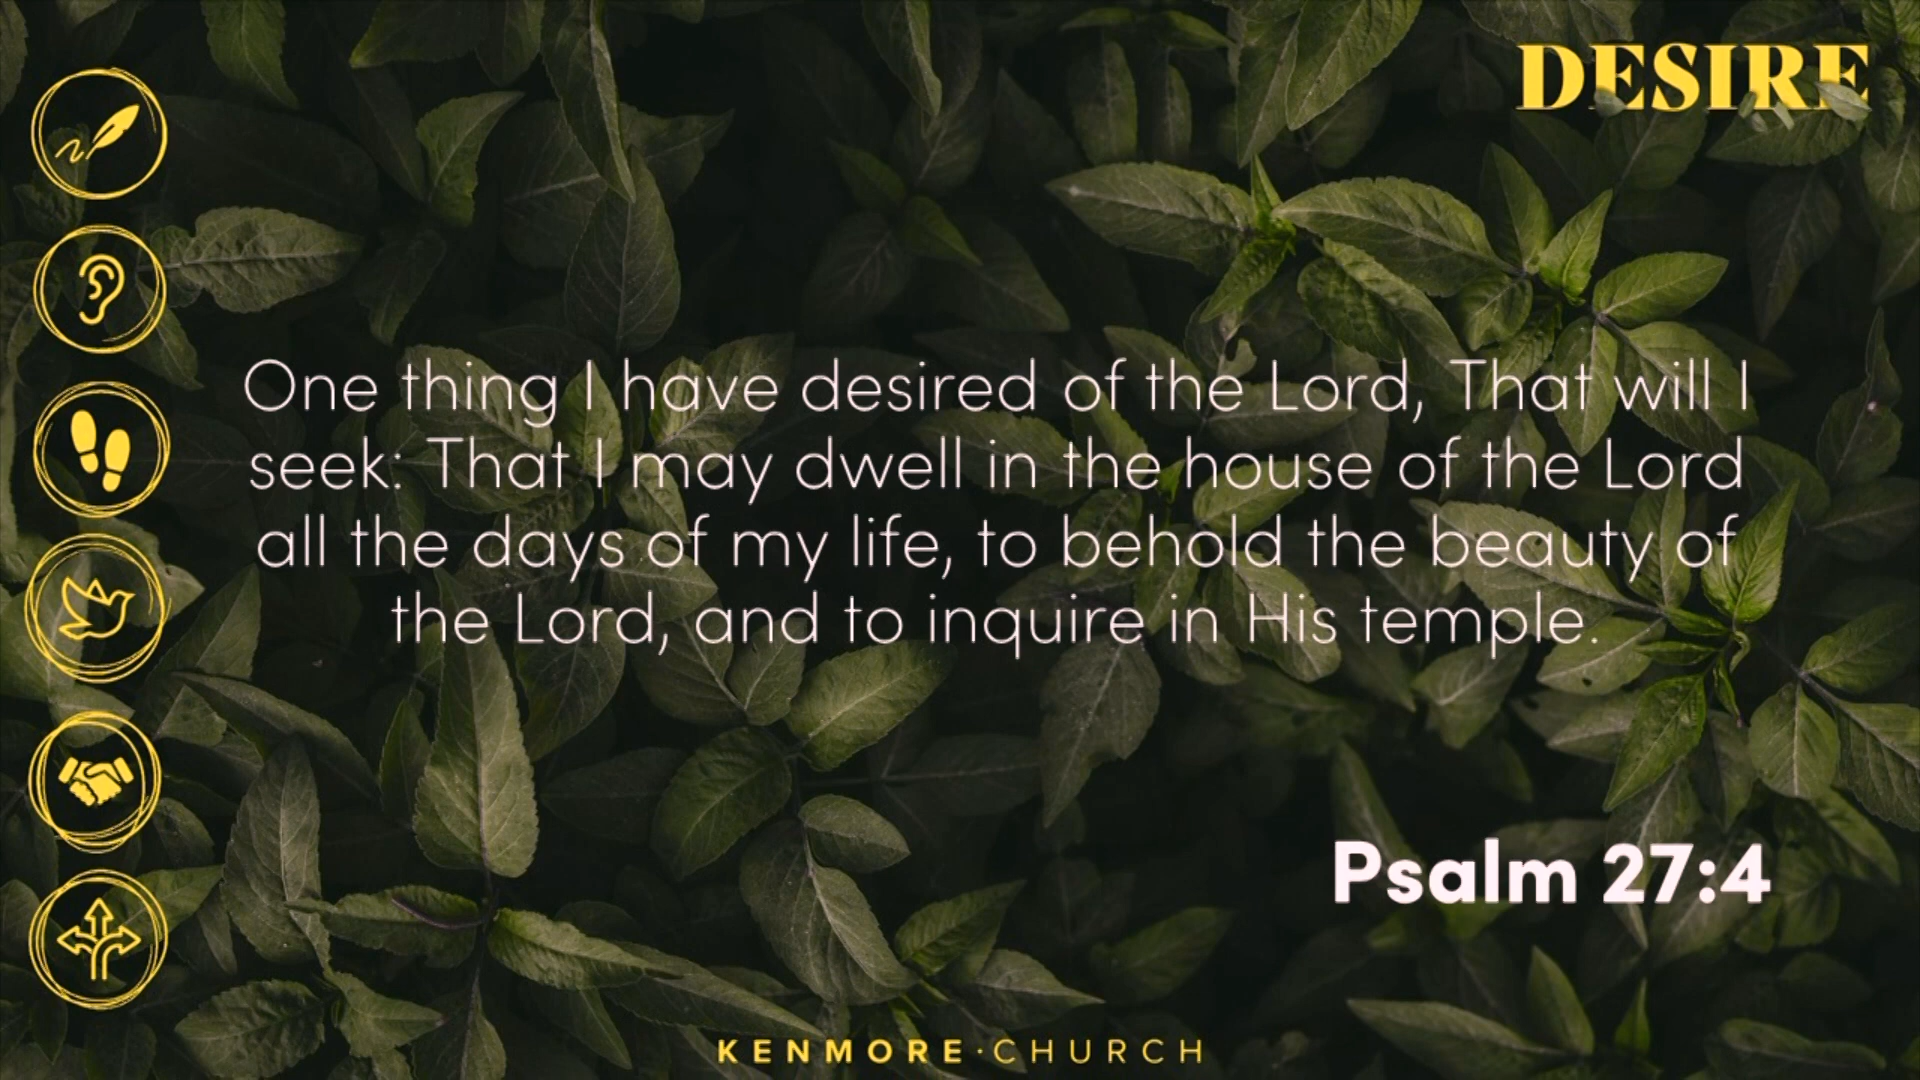 DESIRE
One thing I have desired of the Lord, That will I
seek: That I may dwell in the house of the Lord
all the days of my life, to behold the beauty of
the Lord, and to inquire in His temple.
Psalm 27:4
KENMORE·CHURCH